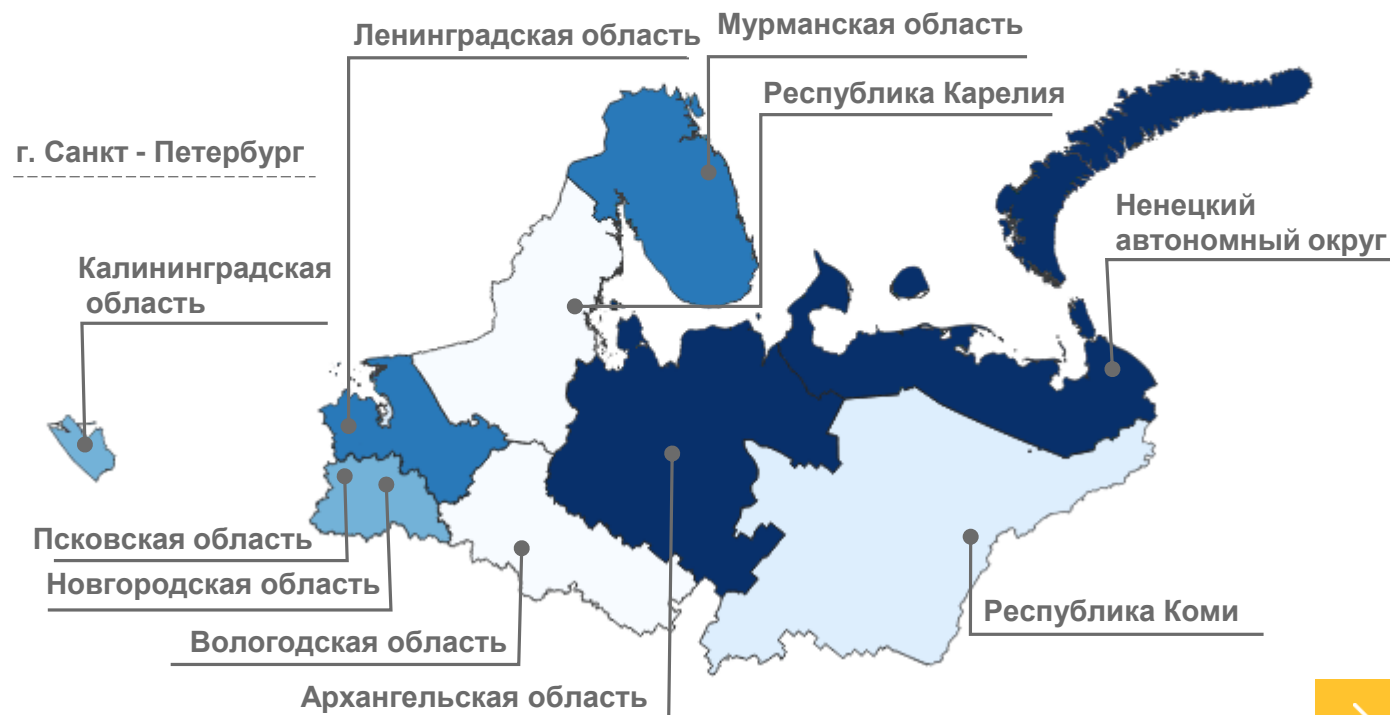 Ленинградская область
Мурманская область
Республика Карелия
г. Санкт - Петербург
Ненецкий
автономный округ
Калининградская
область
Псковская область
Новгородская область
Республика Коми
Вологодская область
Архангельская область